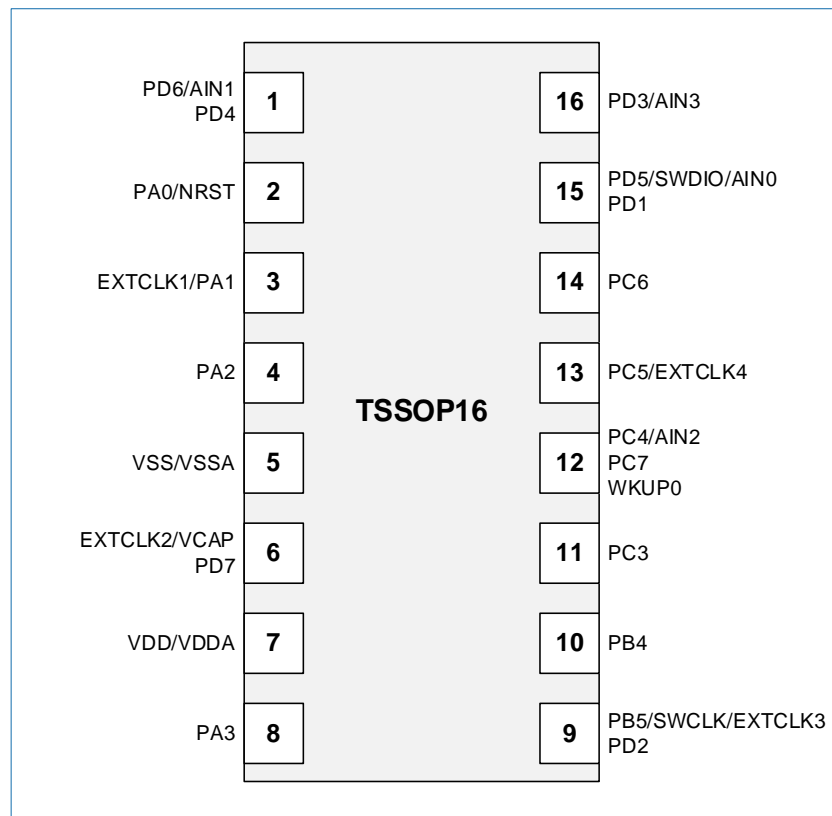 PD6/AIN1
PD4
1
PA0/NRST
2
EXTCLK1/PA1
3
PA2
4
VSS/VSSA
5
EXTCLK2/VCAP
PD7
6
VDD/VDDA
7
PA3
8
TSSOP16
16
PD3/AIN3
15
PD5/SWDIO/AIN0
PD1
14
PC6
13
PC5/EXTCLK4
12
PC4/AIN2
PC7
WKUP0
11
PC3
10
PB4
9
PB5/SWCLK/EXTCLK3
PD2